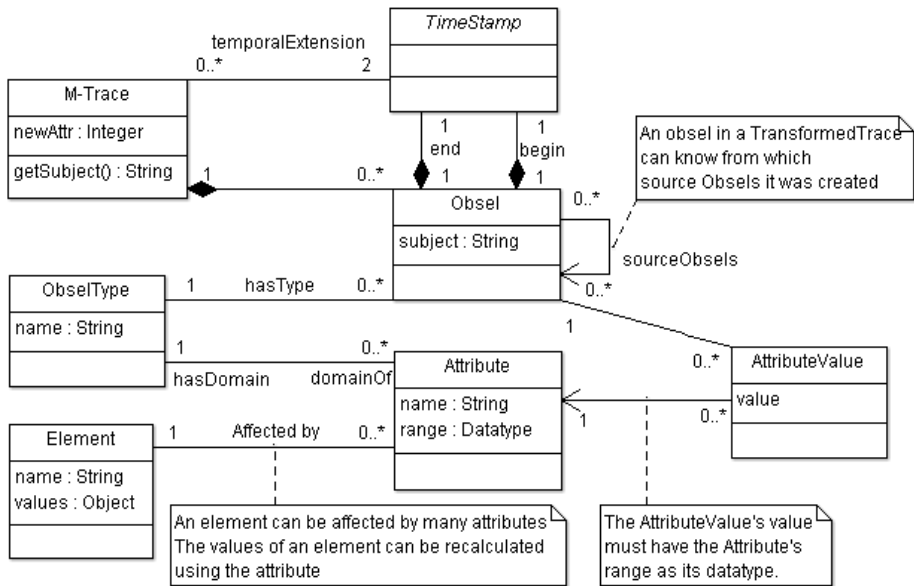 TimeStamp
temporalExtension
0..*
2
M-Trace
newAttr : Integer
getSubject() : String
1
1
end
begin
1
0..*
1
1
An obsel in a TransformedTrace
can know from which
source Obsels it was created
Obsel
subject : String
0..*
sourceObsels
0..*
ObselType
name : String
1
hasType
0..*
1
1
0..*
hasDomain
domainOf
Attribute
name : String
range : Datatype
0..*
AttributeValue
value
1
0..*
Element
name : String
values : Object
1
Affected by
0..*
An element can be affected by many attributes
The values of an element can be recalculated
using the attribute
The AttributeValue's value
must have the Attribute's
range as its datatype.